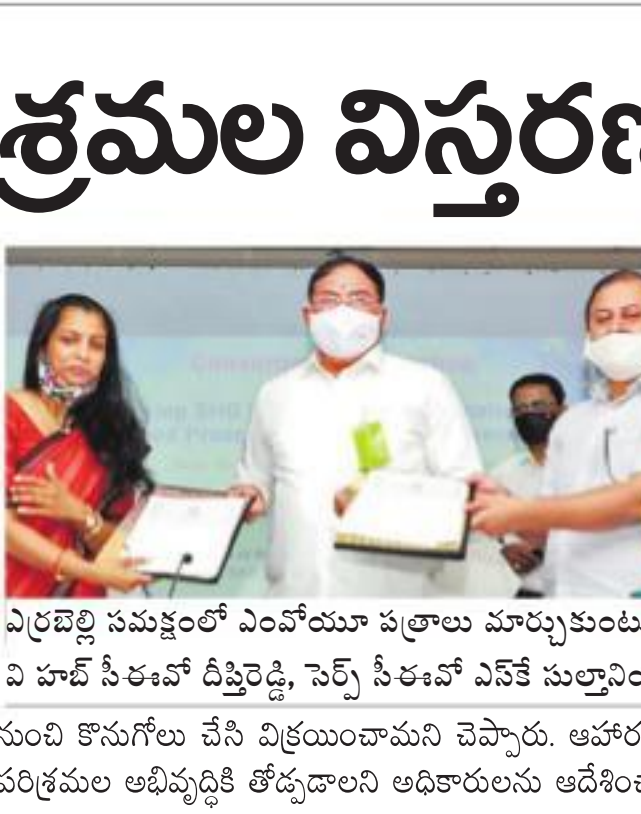 శ్రమల విస్తరణ
ఎర్రబెల్లి సమక్షంలో ఎంవోయూ పత్రాలు మార్చుకుంటు
వి హబ్ సీఈవో దీప్తిరెడ్డి, సెర్ప్ సీఈవో ఎస్‌కే సుల్తాని
నుంచి కొనుగోలు చేసి విక్రయించామని చెప్పారు. ఆహార
పరిశ్రమల అభివృద్ధికి తోడ్పడాలని అధికారులను ఆదేశించ